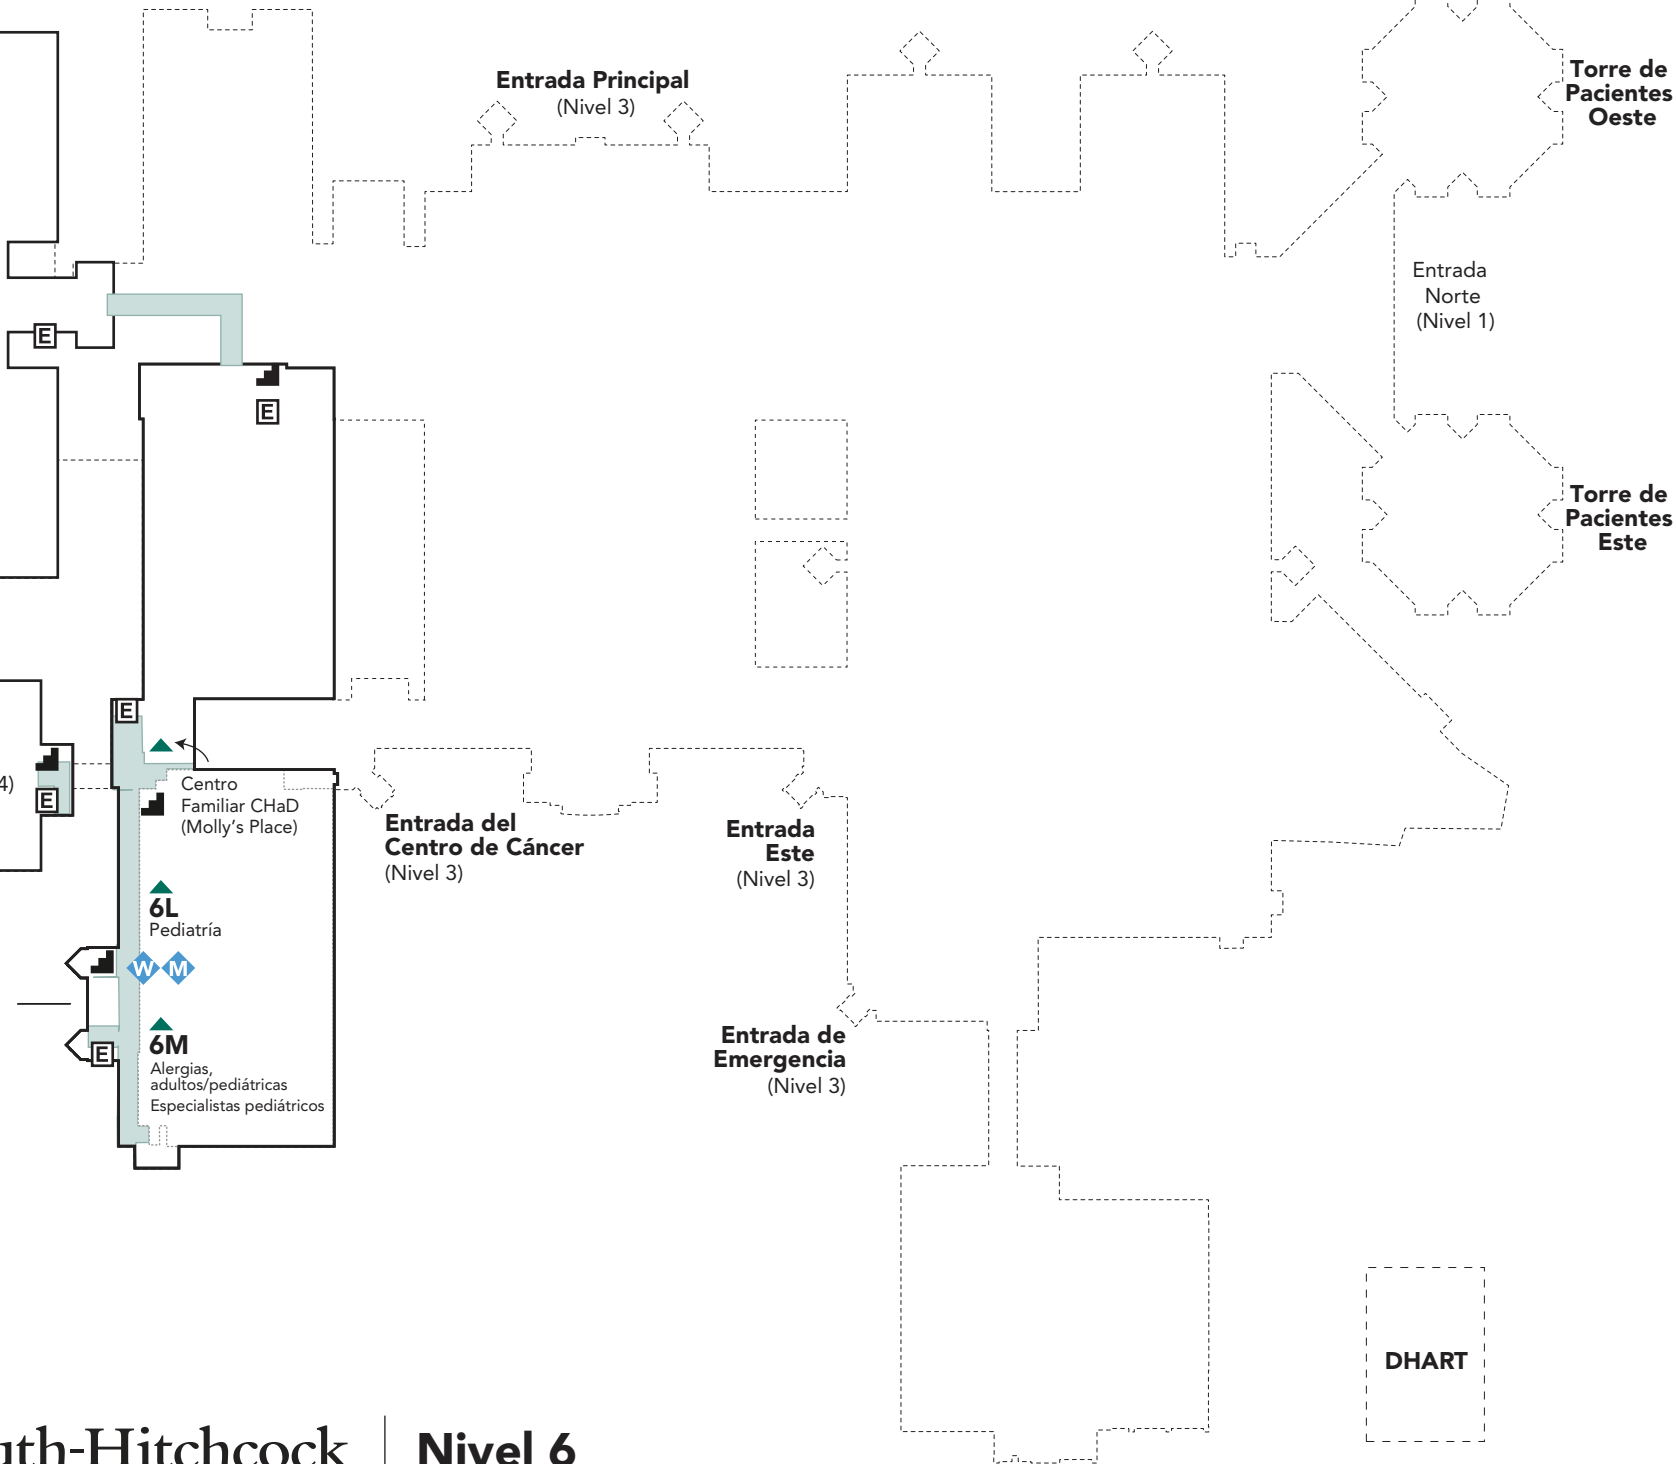 Entrada Principal
(Nivel 3)
Torre de
Pacientes
Oeste
Entrada
Norte
(Nivel 1)
E
E
Torre de
Pacientes
Este
E
4)
E
Centro
Familiar CHaD
(Molly's Place)
Entrada del
Centro de Cáncer
(Nivel 3)
Entrada
Este
(Nivel 3)
6L
Pediatría
W M
6M
E
Alergias,
adultos/pediátricas
Especialistas pediátricos
Entrada de
Emergencia
(Nivel 3)
DHART
uth-Hitchcock
Nivel 6